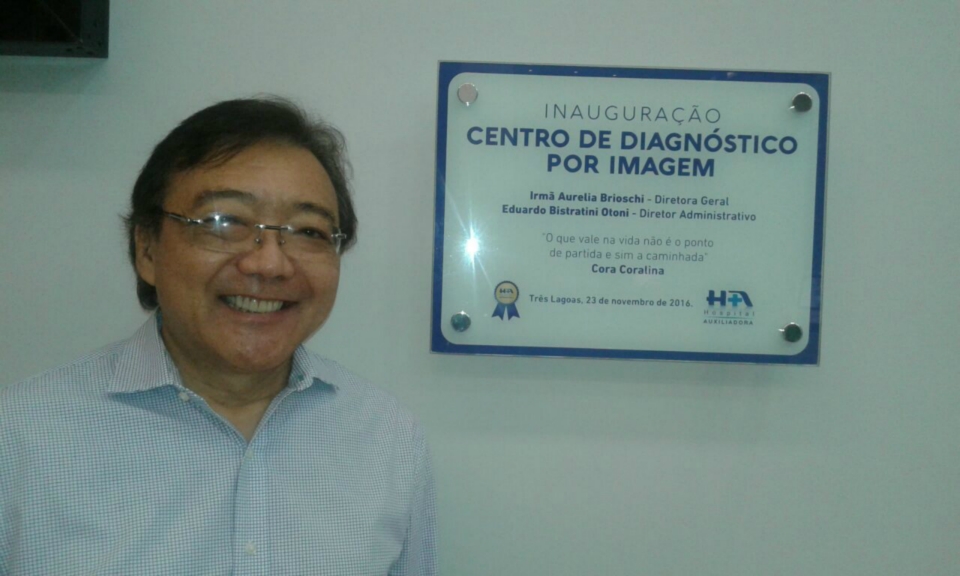 INAUGURAÇÃO
CENTRO DE DIAGNÓSTICO
POR IMAGEM
Irmã Aurelia Brioschi - Diretora Geral
Eduardo Bistratini Otoni - Diretor Administrativo
"O que vale na vida não é o ponto
de partida e sim a caminhada"
Cora Coralina
Três Lagoas, 23 de novembro de 2016.
HA
Hospital
AUXILIADORA